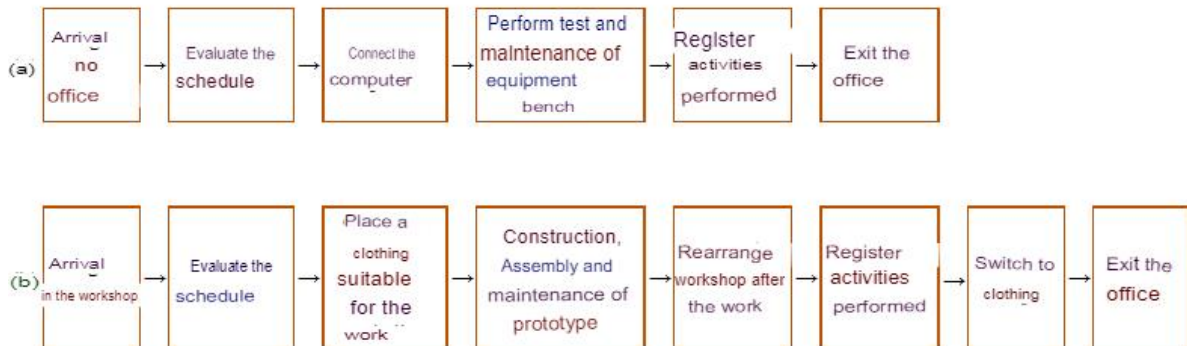 (a)
Arrival
no
office
Evaluate the
schedule
Connect the
computer
Perform test and
maintenance of
equipment
bench
Register
activities
performed
Exit the
office
(b)
Arrival
in the workshop
Evaluate the
schedule
Place a
clothing
suitable
for the
work
Construction,
Assembly and
maintenance of
prototype
Rearrange
workshop after
the work
Register
activities
performed
Switch to
clothing
Exit the
office